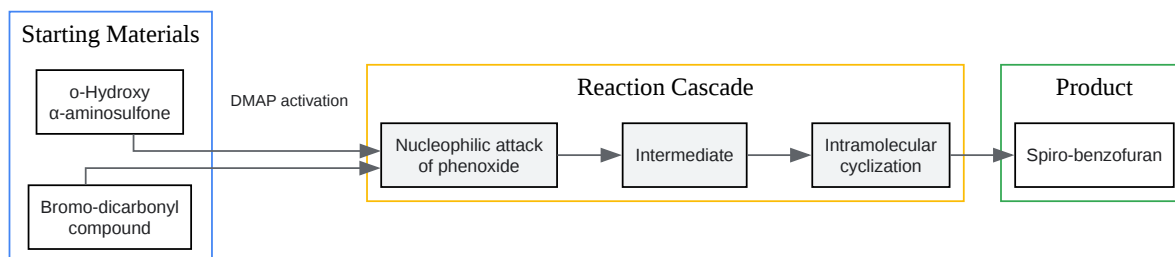 Starting Materials
o-Hydroxy
α-aminosulfone
Bromo-dicarbonyl
compound
DMAP activation
Reaction Cascade
Nucleophilic attack
of phenoxide
Intermediate
Intramolecular
cyclization
Product
Spiro-benzofuran